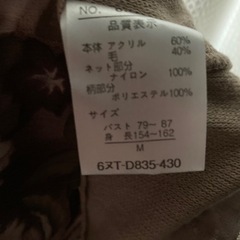 NO.
品質表示
本体 アクリル 60%
毛 40%
ネット部分
ナイロン 100%
柄部分
ポリエステル100%
サイズ
バスト 79~87
身長154~162
M
6ヌT-D835-430